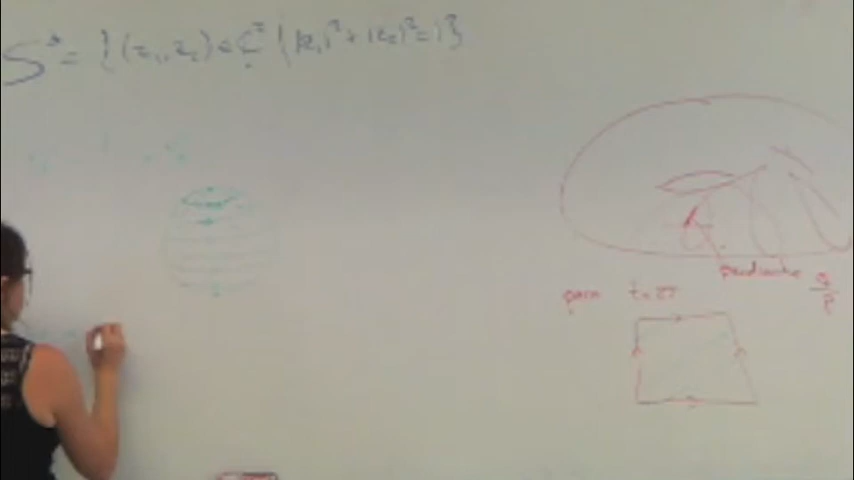 S³ = { (z₁, z₂) ∈ ℂ² | |z₁|² + |z₂|² = 1 }
pendiente q/p
para t = 2π